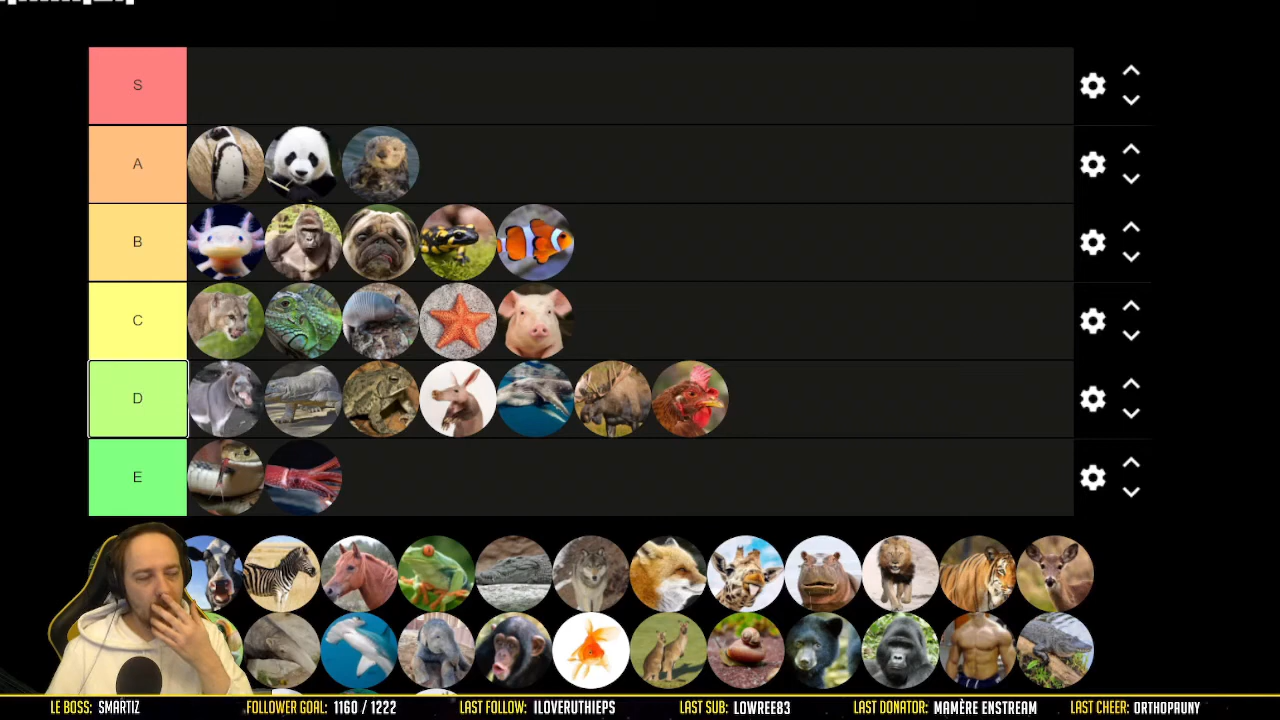 S
A
B
C
D
E
LE BOSS: SMARTIZ FOLLOWER GOAL: 1160 / 1222 LAST FOLLOW: ILOVERUTHIEPS LAST SUB: LOWREE83 LAST DONATOR: MAMÈRE ENSTREAM LAST CHEER: ORTHOPAUNY